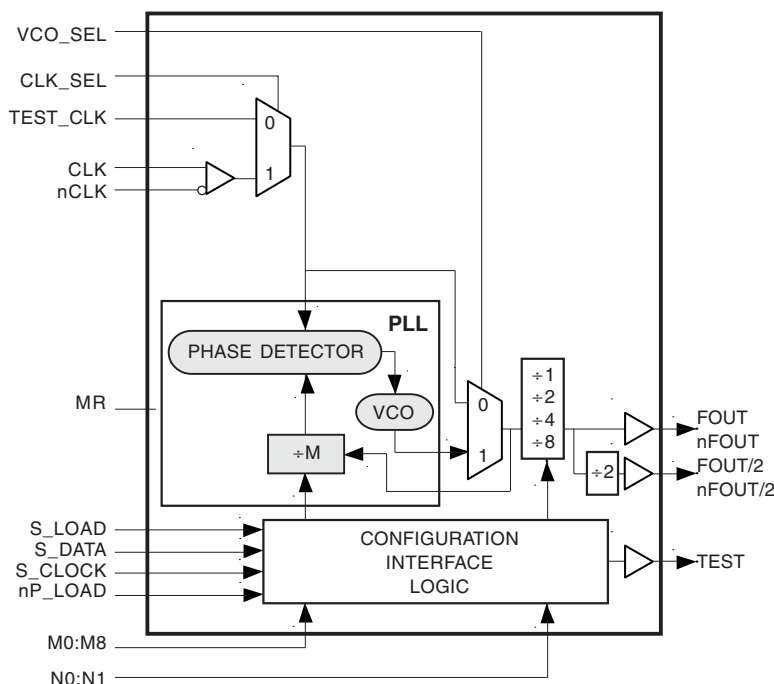 VCO_SEL
CLK_SEL
TEST_CLK
0
CLK
1
nCLK
PLL
PHASE DETECTOR
÷1
÷2
÷4
÷8
MR
VCO
0
FOUT
nFOUT
÷M
1
÷2
FOUT/2
nFOUT/2
S_LOAD
S_DATA
S_CLOCK
nP_LOAD
CONFIGURATION
INTERFACE
LOGIC
TEST
M0:M8
N0:N1